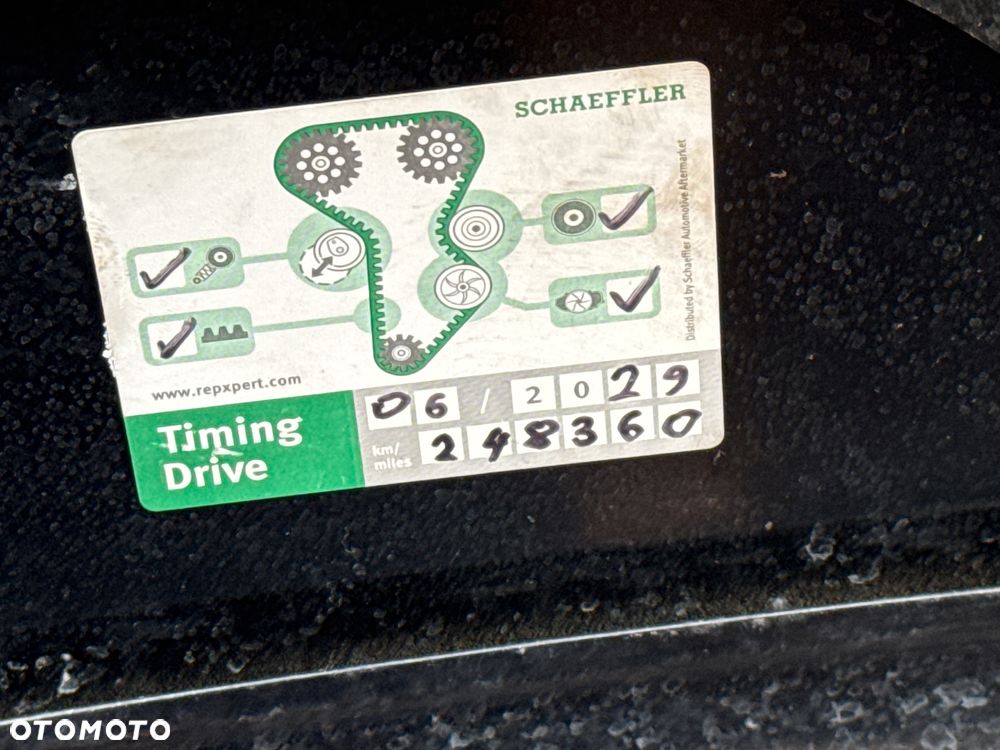 SCHAEFFLER
Distributed by Schaeffler Automotive Aftermarket
www.repxpert.com
Timing
Drive
06 / 2029
km/
miles
248360
OTOMOTO